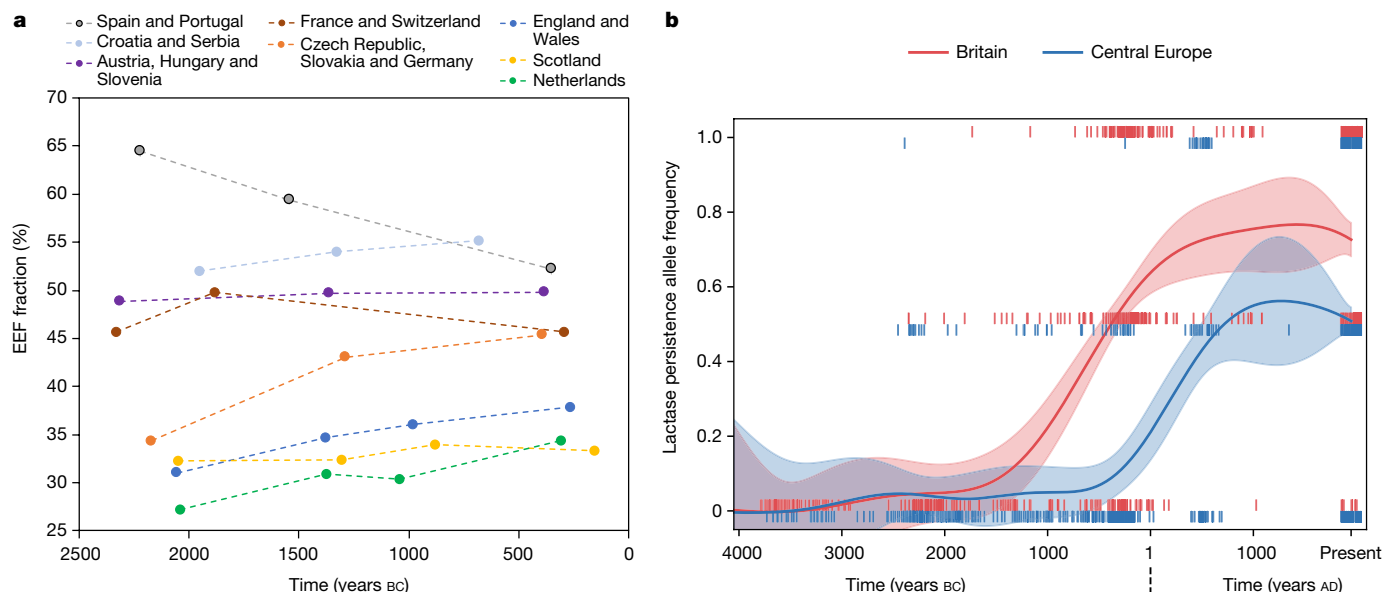 a
Spain and Portugal
Croatia and Serbia
Austria, Hungary and
Slovenia
France and Switzerland
Czech Republic,
Slovakia and Germany
England and
Wales
Scotland
Netherlands
EEF fraction (%)
70
65
60
55
50
45
40
35
30
25
2500 2000 1500 1000 500 0
Time (years BC)
b
Britain Central Europe
Lactase persistence allele frequency
1.0
0.8
0.6
0.4
0.2
0
4000 3000 2000 1000 1 1000 Present
Time (years BC) Time (years AD)